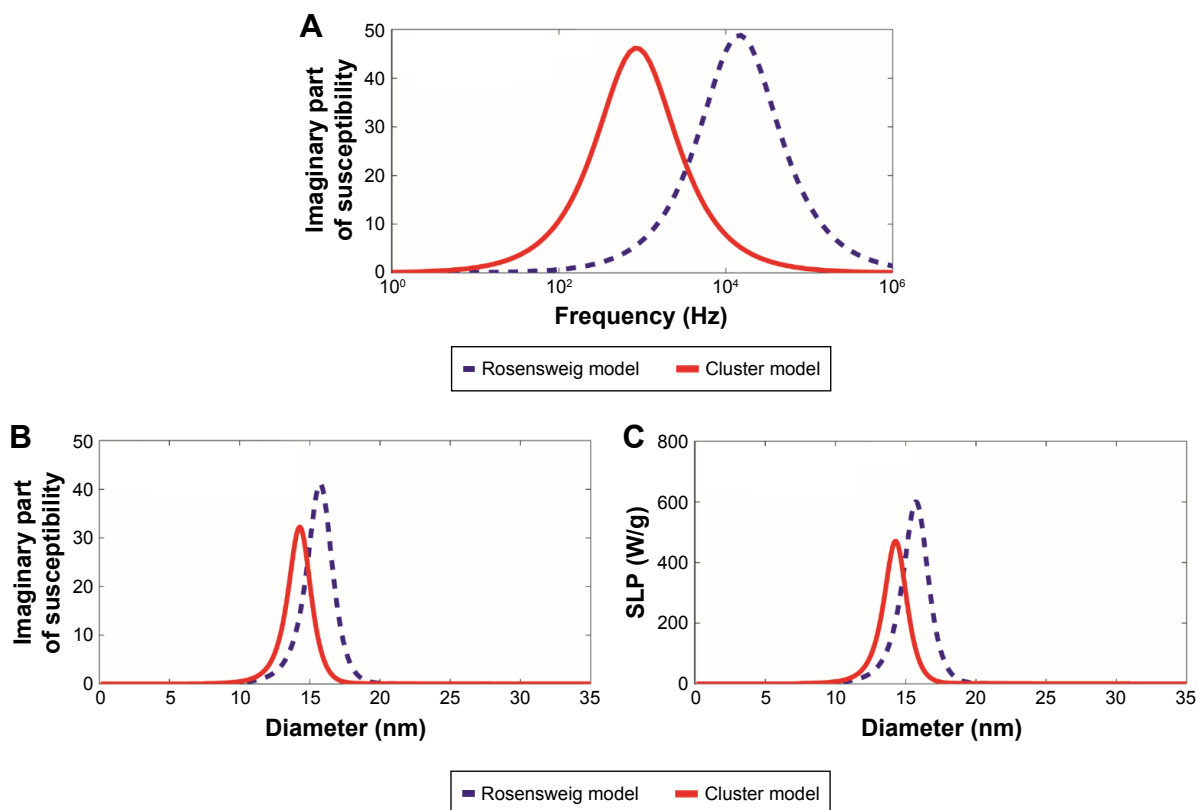 A
Imaginary part
of susceptibility
50
40
30
20
10
0
10⁰
10²
10⁴
10⁶
Frequency (Hz)
Rosensweig model
Cluster model
B
Imaginary part
of susceptibility
50
40
30
20
10
0
0
5
10
15
20
25
30
35
Diameter (nm)
C
SLP (W/g)
800
600
400
200
0
0
5
10
15
20
25
30
35
Diameter (nm)
Rosensweig model
Cluster model